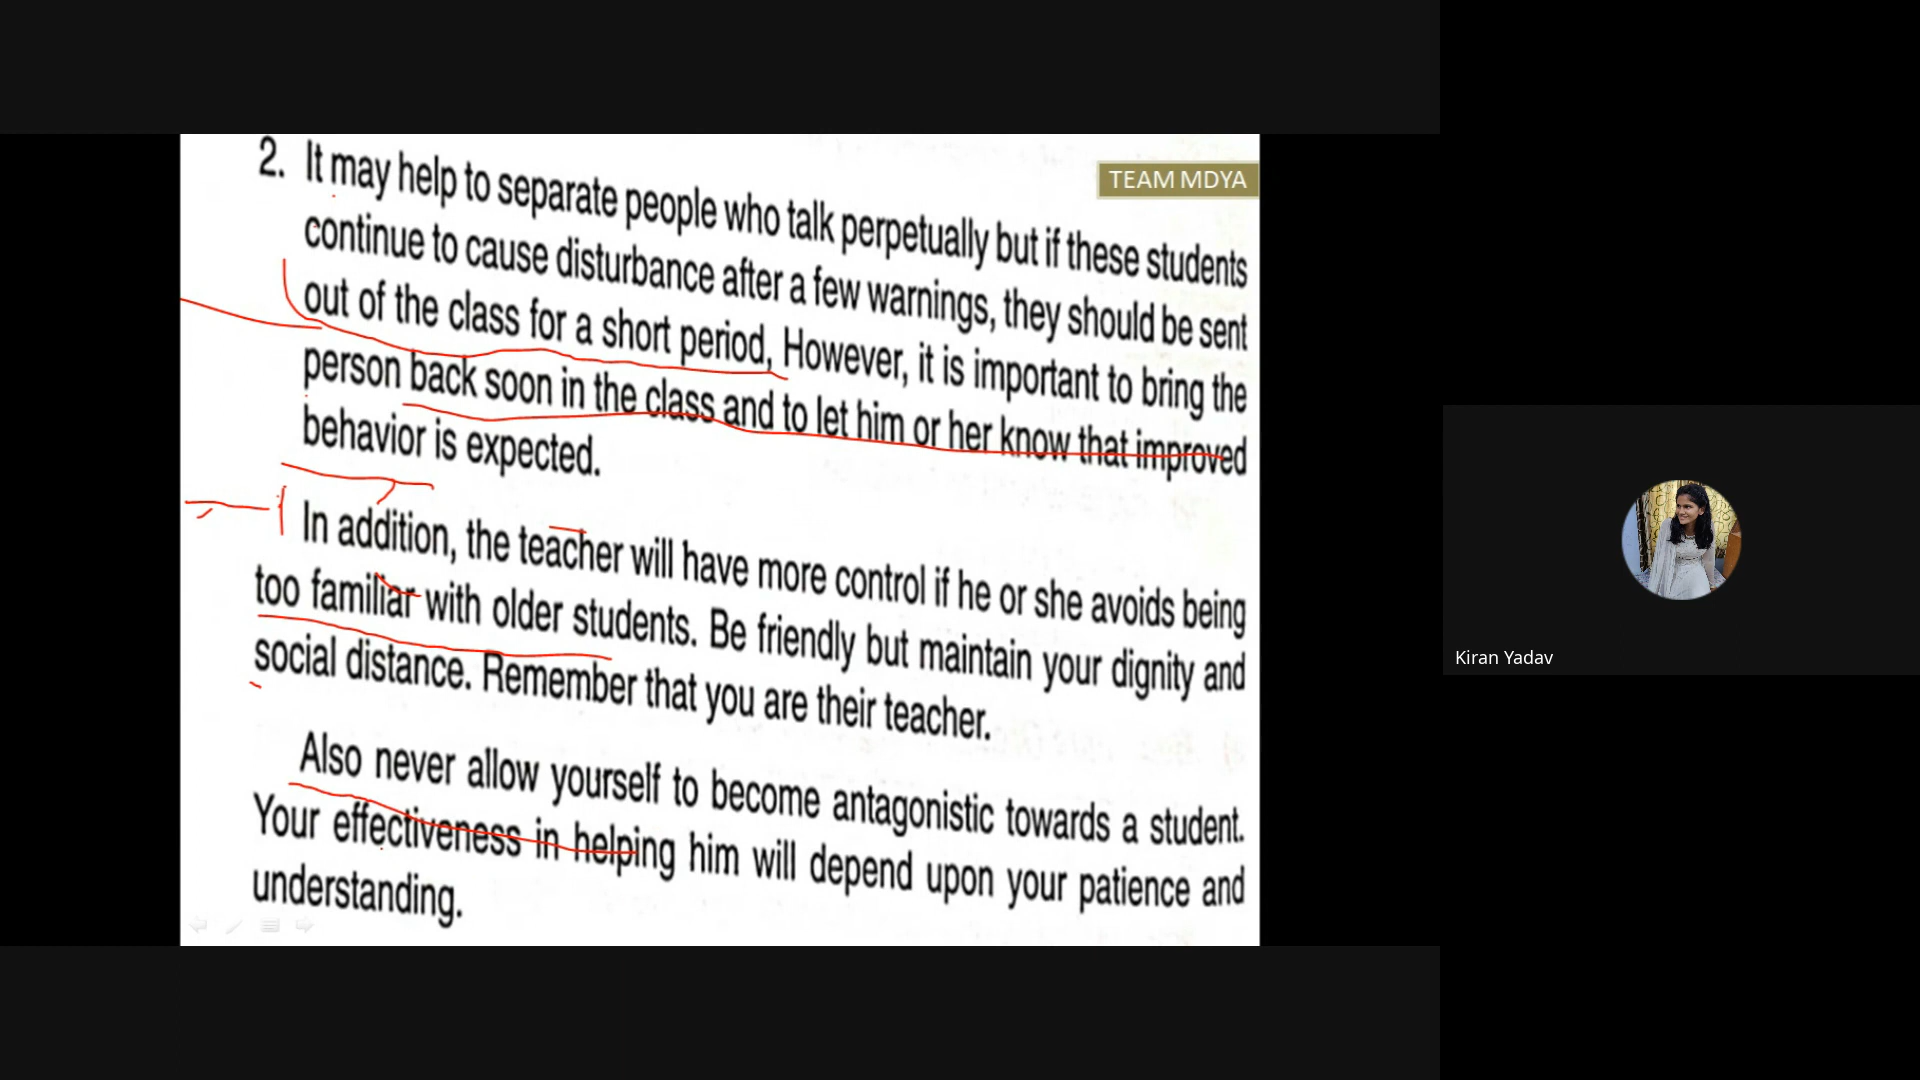 2. It may help to separate people who talk perpetually but if these students
continue to cause disturbance after a few warnings, they should be sent
out of the class for a short period, However, it is important to bring the
person back soon in the class and to let him or her know that improved
behavior is expected.
In addition, the teacher will have more control if he or she avoids being
too familiar with older students. Be friendly but maintain your dignity and
social distance. Remember that you are their teacher.
Also never allow yourself to become antagonistic towards a student.
Your effectiveness in helping him will depend upon your patience and
understanding.
TEAM MDYA
Kiran Yadav